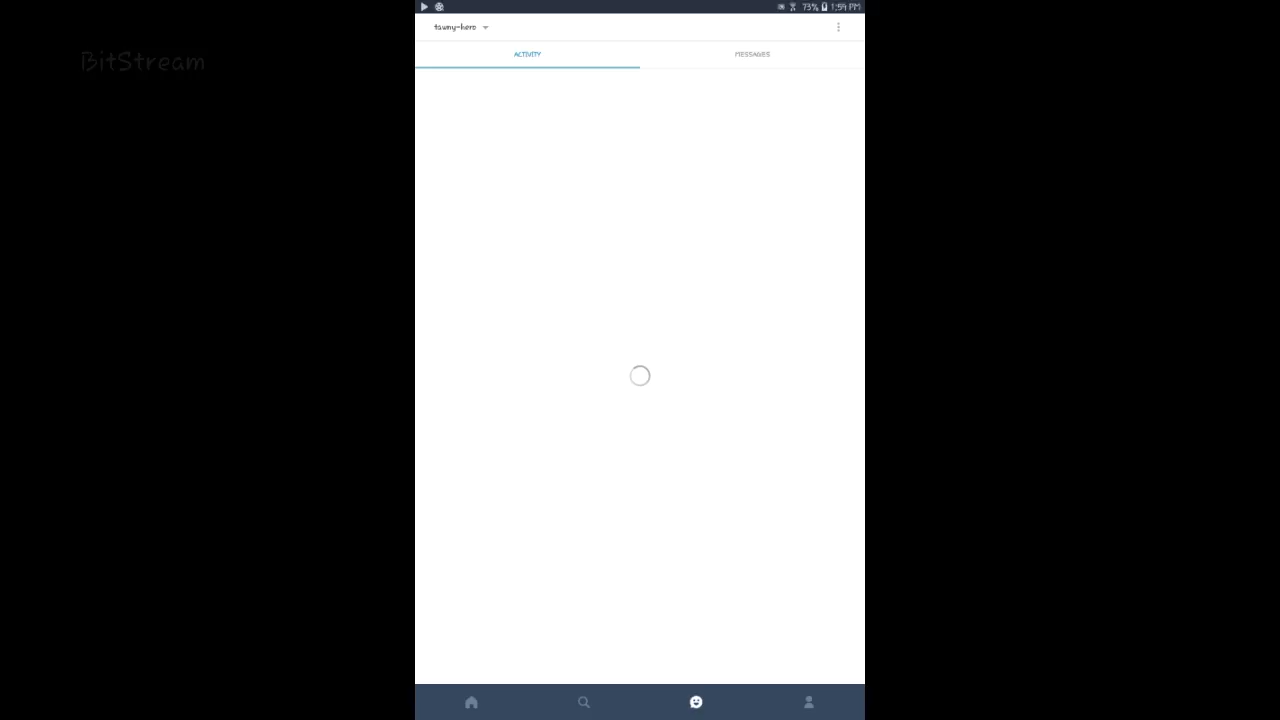 73% 1:54 PM
tawny-hero
BitStream
ACTIVITY
MESSAGES